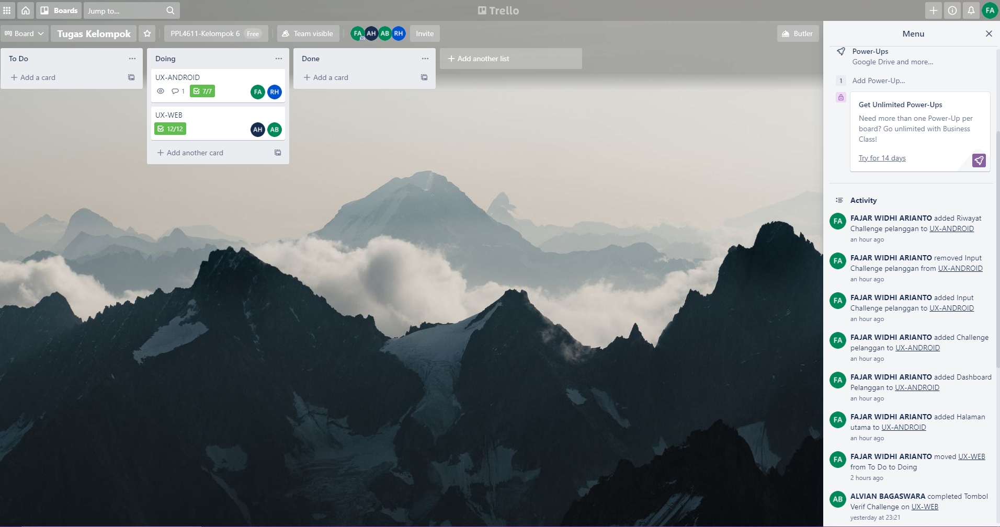 Boards
Jump to...
Trello
FA
Board
Tugas Kelompok
PPL4611-Kelompok 6 Free
Team visible
FA AH AB RH
Invite
Butler
To Do
Add a card
Doing
UX-ANDROID
1
7/7
FA RH
UX-WEB
12/12
AH AB
Add another card
Done
Add a card
Add another list
Menu
Power-Ups
Google Drive and more...
1 Add Power-Up...
Get Unlimited Power-Ups
Need more than one Power-Up per
board? Go unlimited with Business
Class!
Try for 14 days
Activity
FA FAJAR WIDHI ARIANTO added Riwayat
Challenge pelanggan to UX-ANDROID
an hour ago
FA FAJAR WIDHI ARIANTO removed Input
Challenge pelanggan from UX-ANDROID
an hour ago
FA FAJAR WIDHI ARIANTO added Input
Challenge pelanggan to UX-ANDROID
an hour ago
FA FAJAR WIDHI ARIANTO added Challenge
pelanggan to UX-ANDROID
an hour ago
FA FAJAR WIDHI ARIANTO added Dashboard
Pelanggan to UX-ANDROID
an hour ago
FA FAJAR WIDHI ARIANTO added Halaman
utama to UX-ANDROID
an hour ago
FA FAJAR WIDHI ARIANTO moved UX-WEB
from To Do to Doing
2 hours ago
AB ALVIAN BAGASWARA completed Tombol
Verif Challenge on UX-WEB
yesterday at 23:21